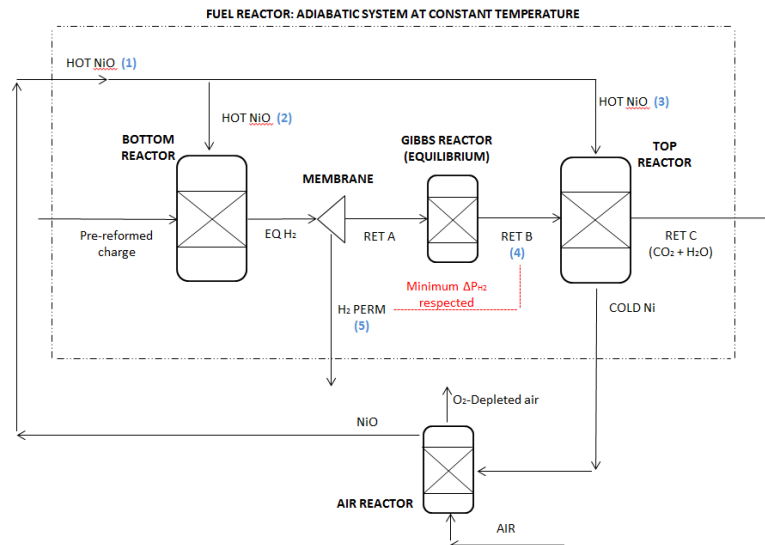 FUEL REACTOR: ADIABATIC SYSTEM AT CONSTANT TEMPERATURE
HOT NiO (1)
HOT NiO (2)
HOT NiO (3)
BOTTOM
REACTOR
MEMBRANE
GIBBS REACTOR
(EQUILIBRIUM)
TOP
REACTOR
Pre-reformed
charge
EQ H₂
RET A
RET B
(4)
RET C
(CO₂ + H₂O)
Minimum ΔPH₂
respected
H₂ PERM
(5)
COLD Ni
O₂-Depleted air
NiO
AIR REACTOR
AIR